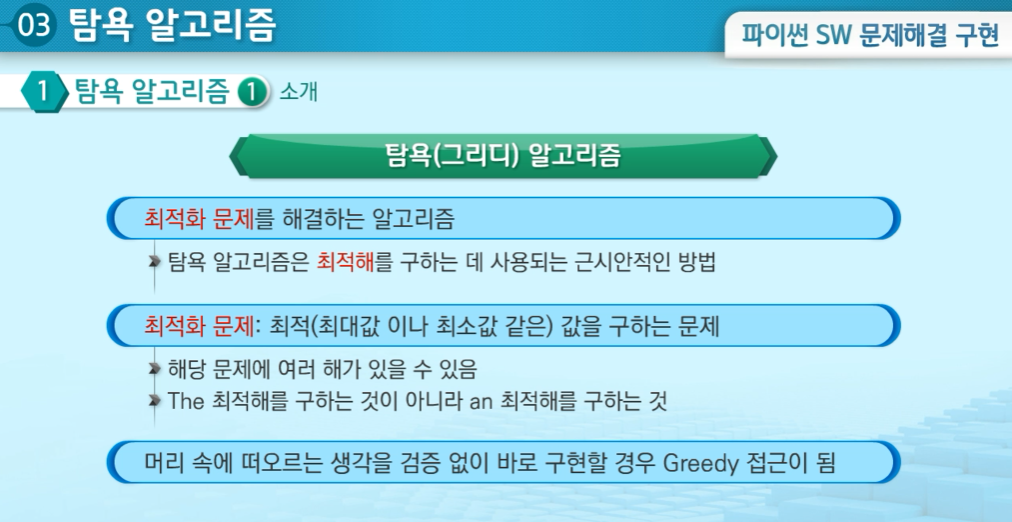 03 탐욕 알고리즘
파이썬 SW 문제해결 구현
1 탐욕 알고리즘 1 소개
탐욕(그리디) 알고리즘
최적화 문제를 해결하는 알고리즘
탐욕 알고리즘은 최적해를 구하는 데 사용되는 근시안적인 방법
최적화 문제: 최적(최대값 이나 최소값 같은) 값을 구하는 문제
해당 문제에 여러 해가 있을 수 있음
The 최적해를 구하는 것이 아니라 an 최적해를 구하는 것
머리 속에 떠오르는 생각을 검증 없이 바로 구현할 경우 Greedy 접근이 됨